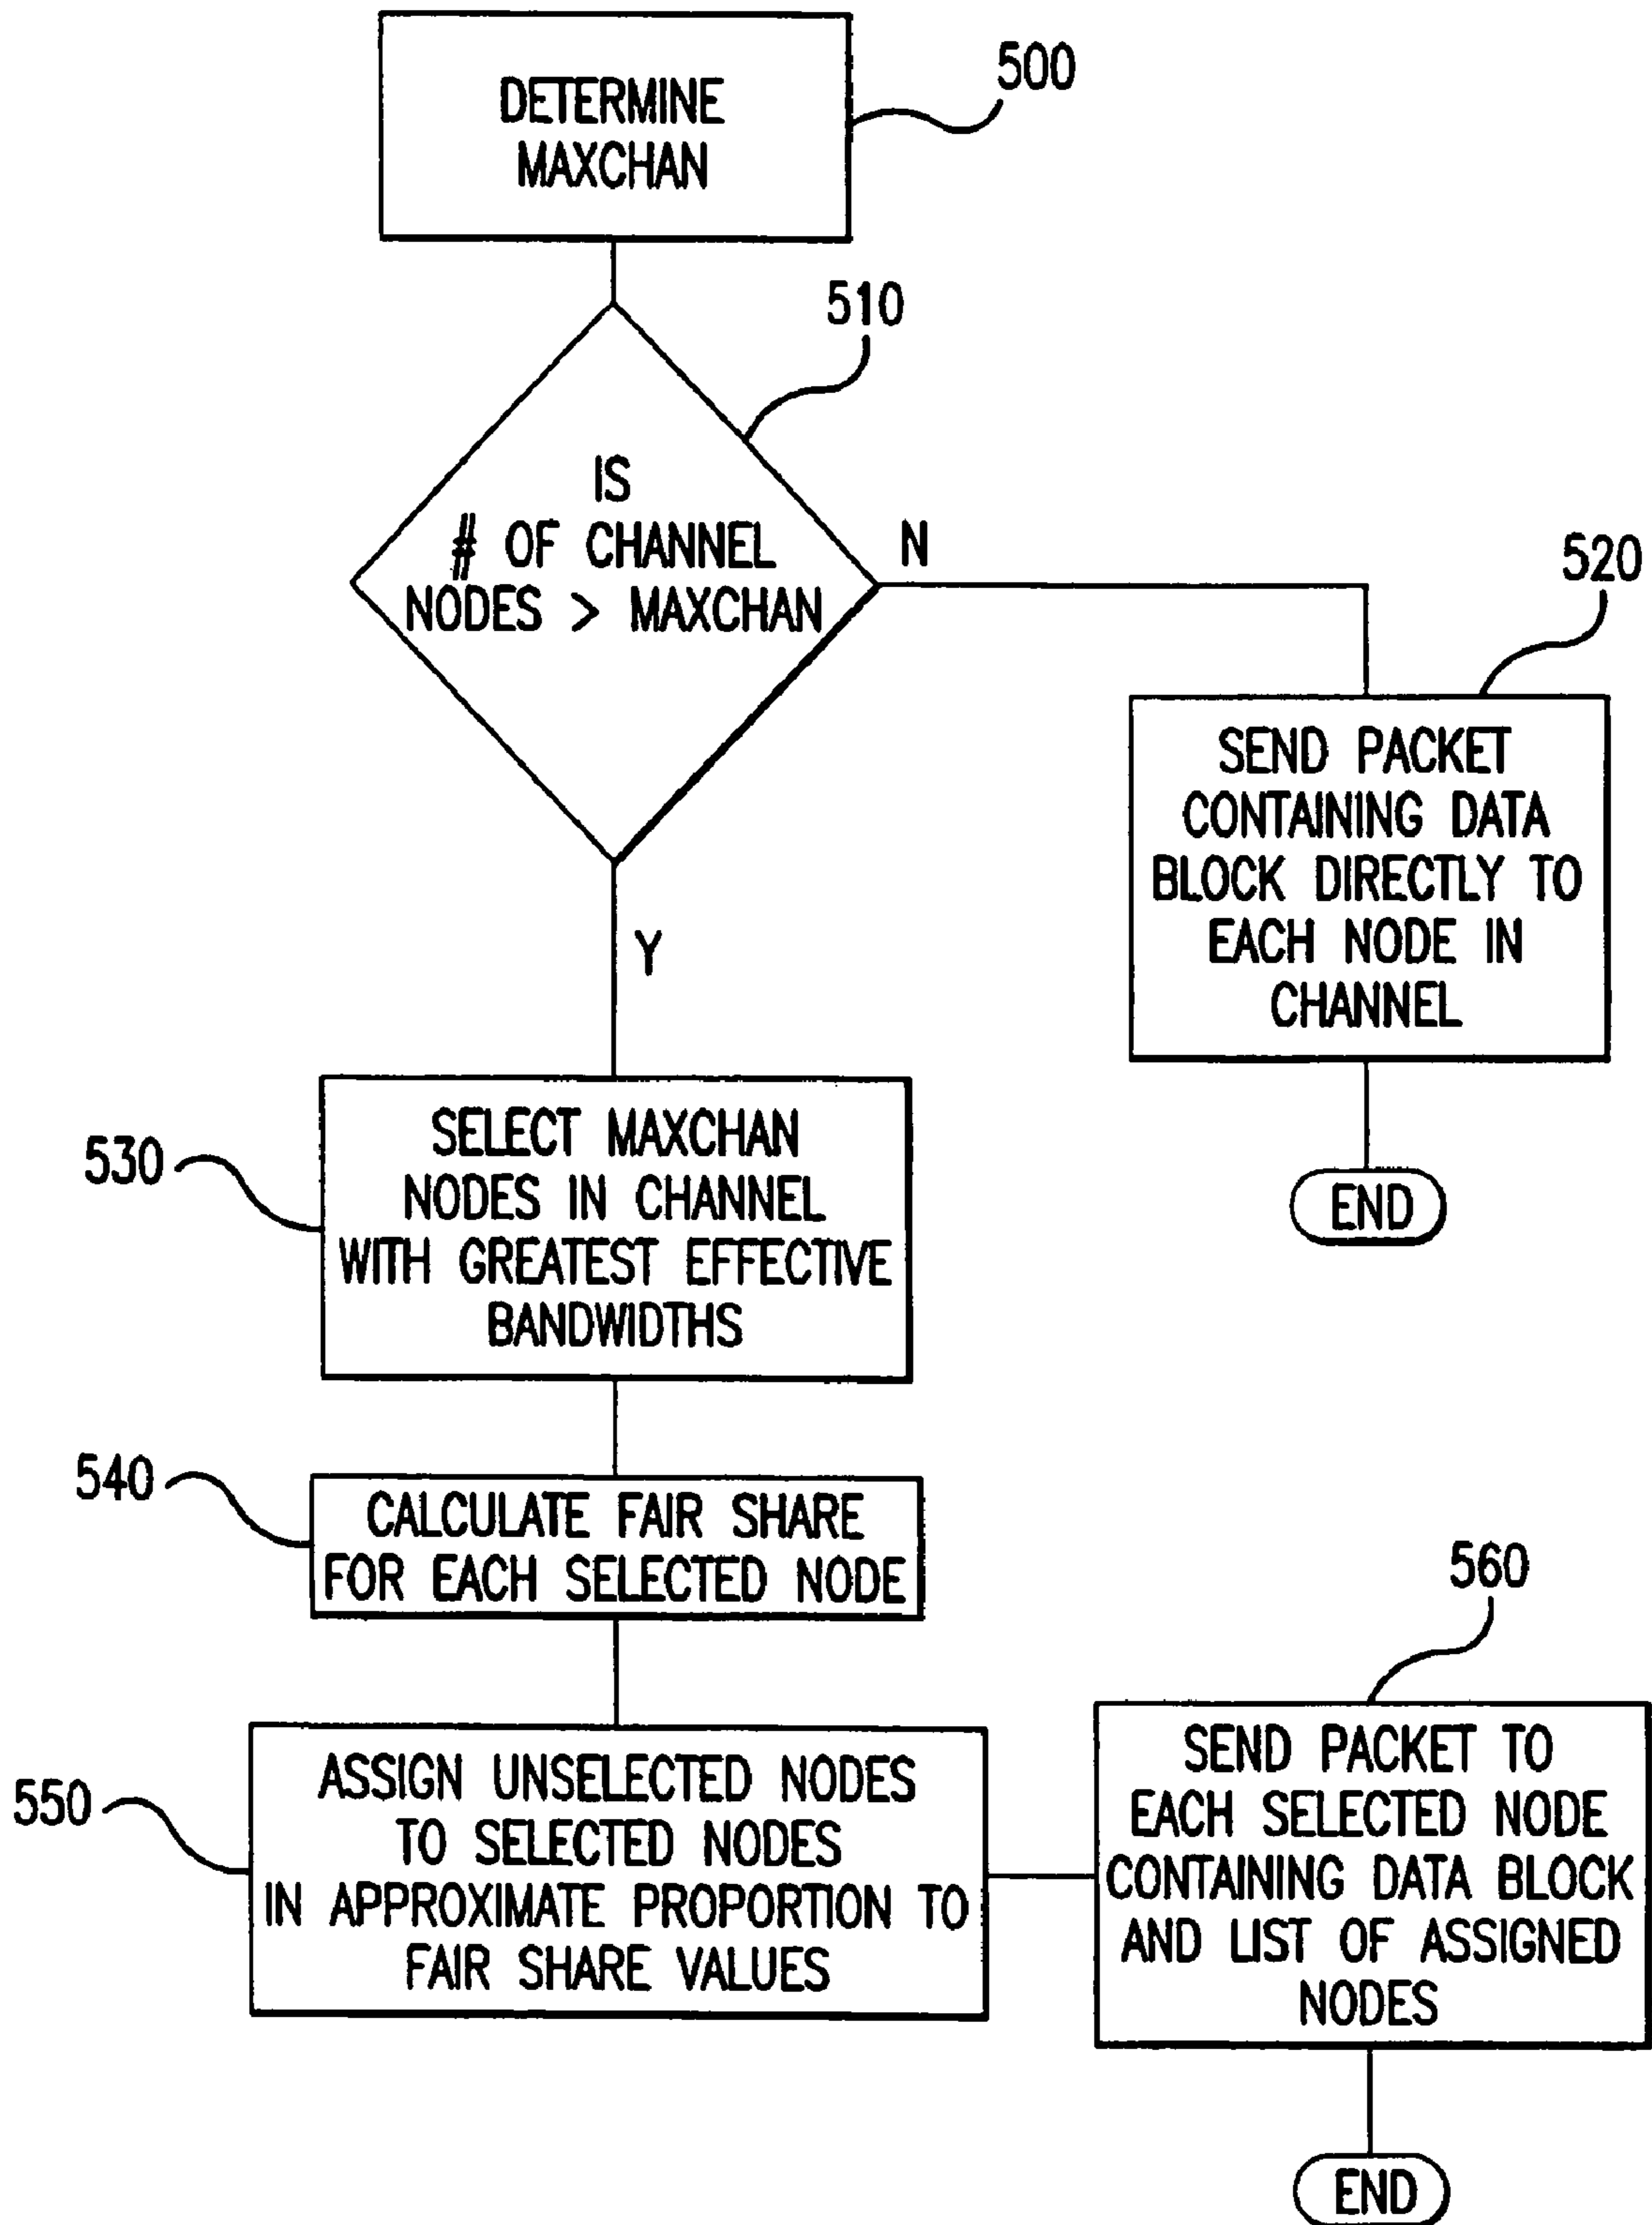 DETERMINE
MAXCHAN
500
510
IS
# OF CHANNEL
NODES > MAXCHAN
N
520
SEND PACKET
CONTAINING DATA
BLOCK DIRECTLY TO
EACH NODE IN
CHANNEL
END
Y
530
SELECT MAXCHAN
NODES IN CHANNEL
WITH GREATEST EFFECTIVE
BANDWIDTHS
540
CALCULATE FAIR SHARE
FOR EACH SELECTED NODE
550
ASSIGN UNSELECTED NODES
TO SELECTED NODES
IN APPROXIMATE PROPORTION TO
FAIR SHARE VALUES
560
SEND PACKET TO
EACH SELECTED NODE
CONTAINING DATA BLOCK
AND LIST OF ASSIGNED
NODES
END